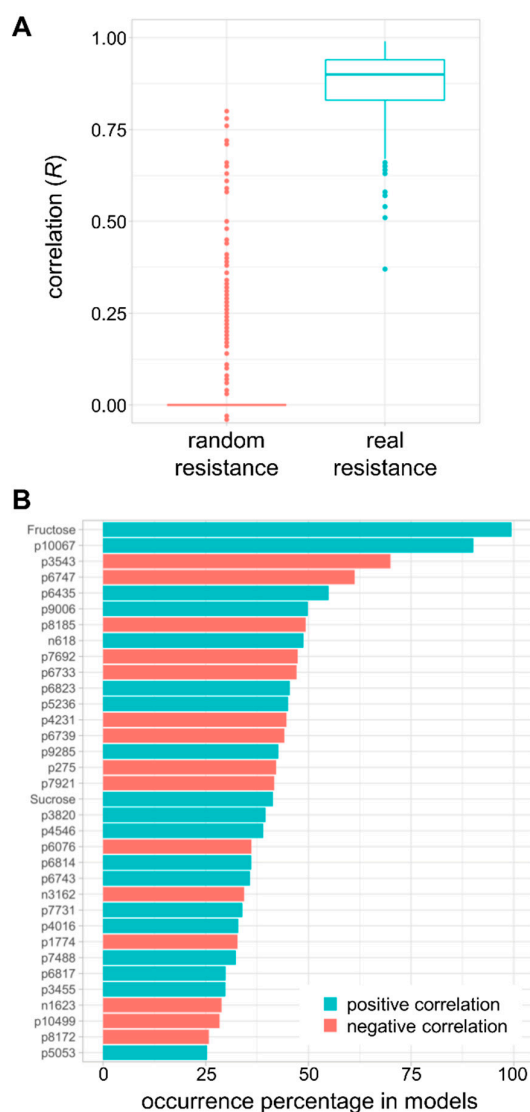 A
1.00
0.75
0.50
0.25
0.00
correlation (R)
random
resistance
real
resistance
B
Fructose
p10067
p3543
p6747
p6435
p9006
p8185
n618
p7692
p6733
p6823
p5236
p4231
p6739
p9285
p275
p7921
Sucrose
p3820
p4546
p6076
p6814
p6743
n3162
p7731
p4016
p1774
p7488
p6817
p3455
n1623
p10499
p8172
p5053
positive correlation
negative correlation
0 25 50 75 100
occurrence percentage in models